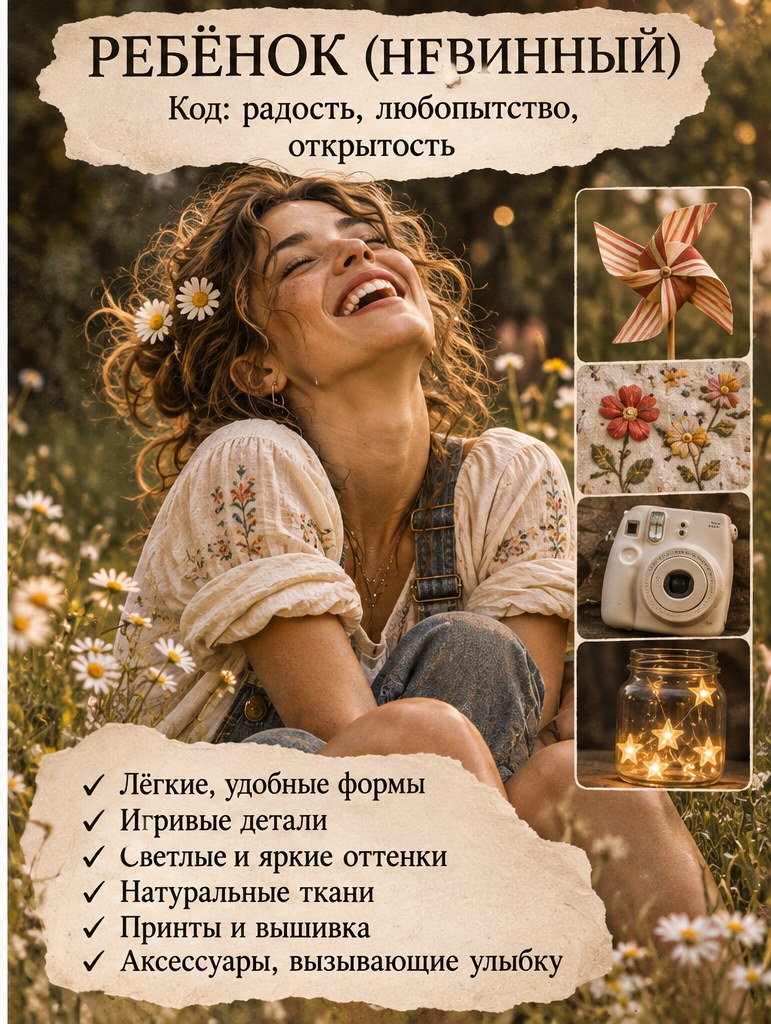 РЕБЁНОК (НЕВИННЫЙ)
Код: радость, любопытство,
открытость
✓ Лёгкие, удобные формы
✓ Игривые детали
✓ Светлые и яркие оттенки
✓ Натуральные ткани
✓ Принты и вышивка
✓ Аксессуары, вызывающие улыбку